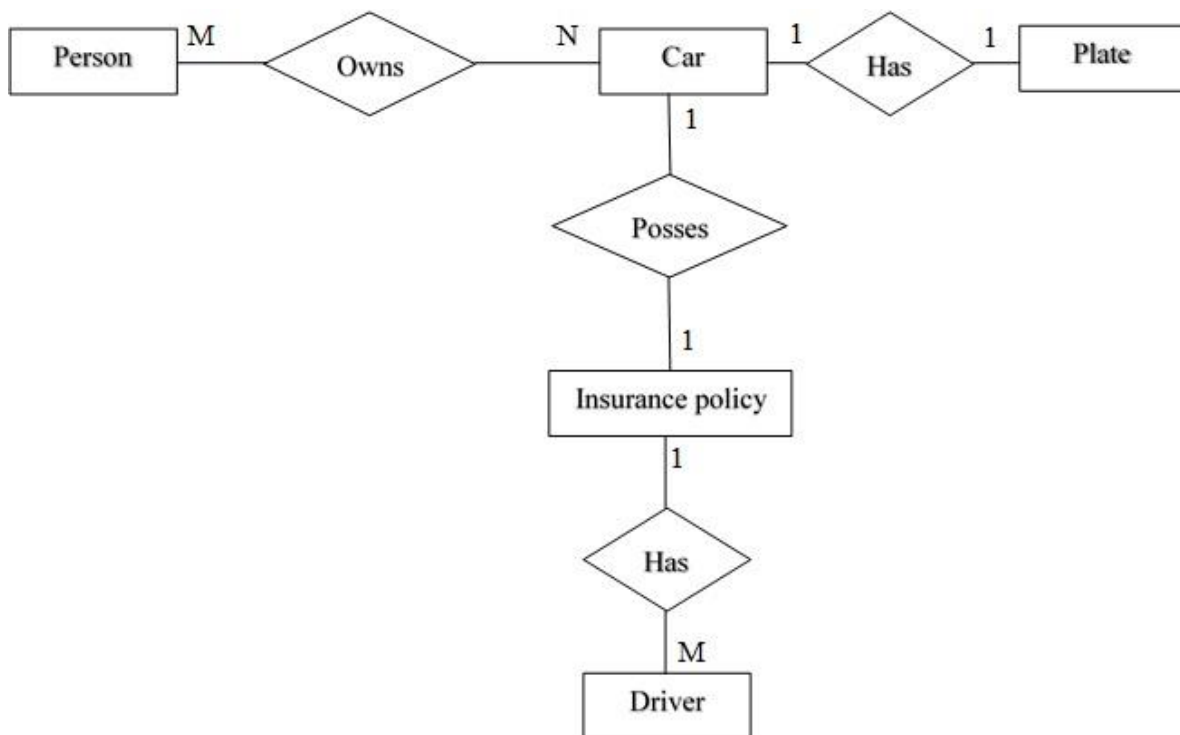 Person
M
Owns
N
Car
1
Has
1
Plate
1
Posses
1
Insurance policy
1
Has
M
Driver